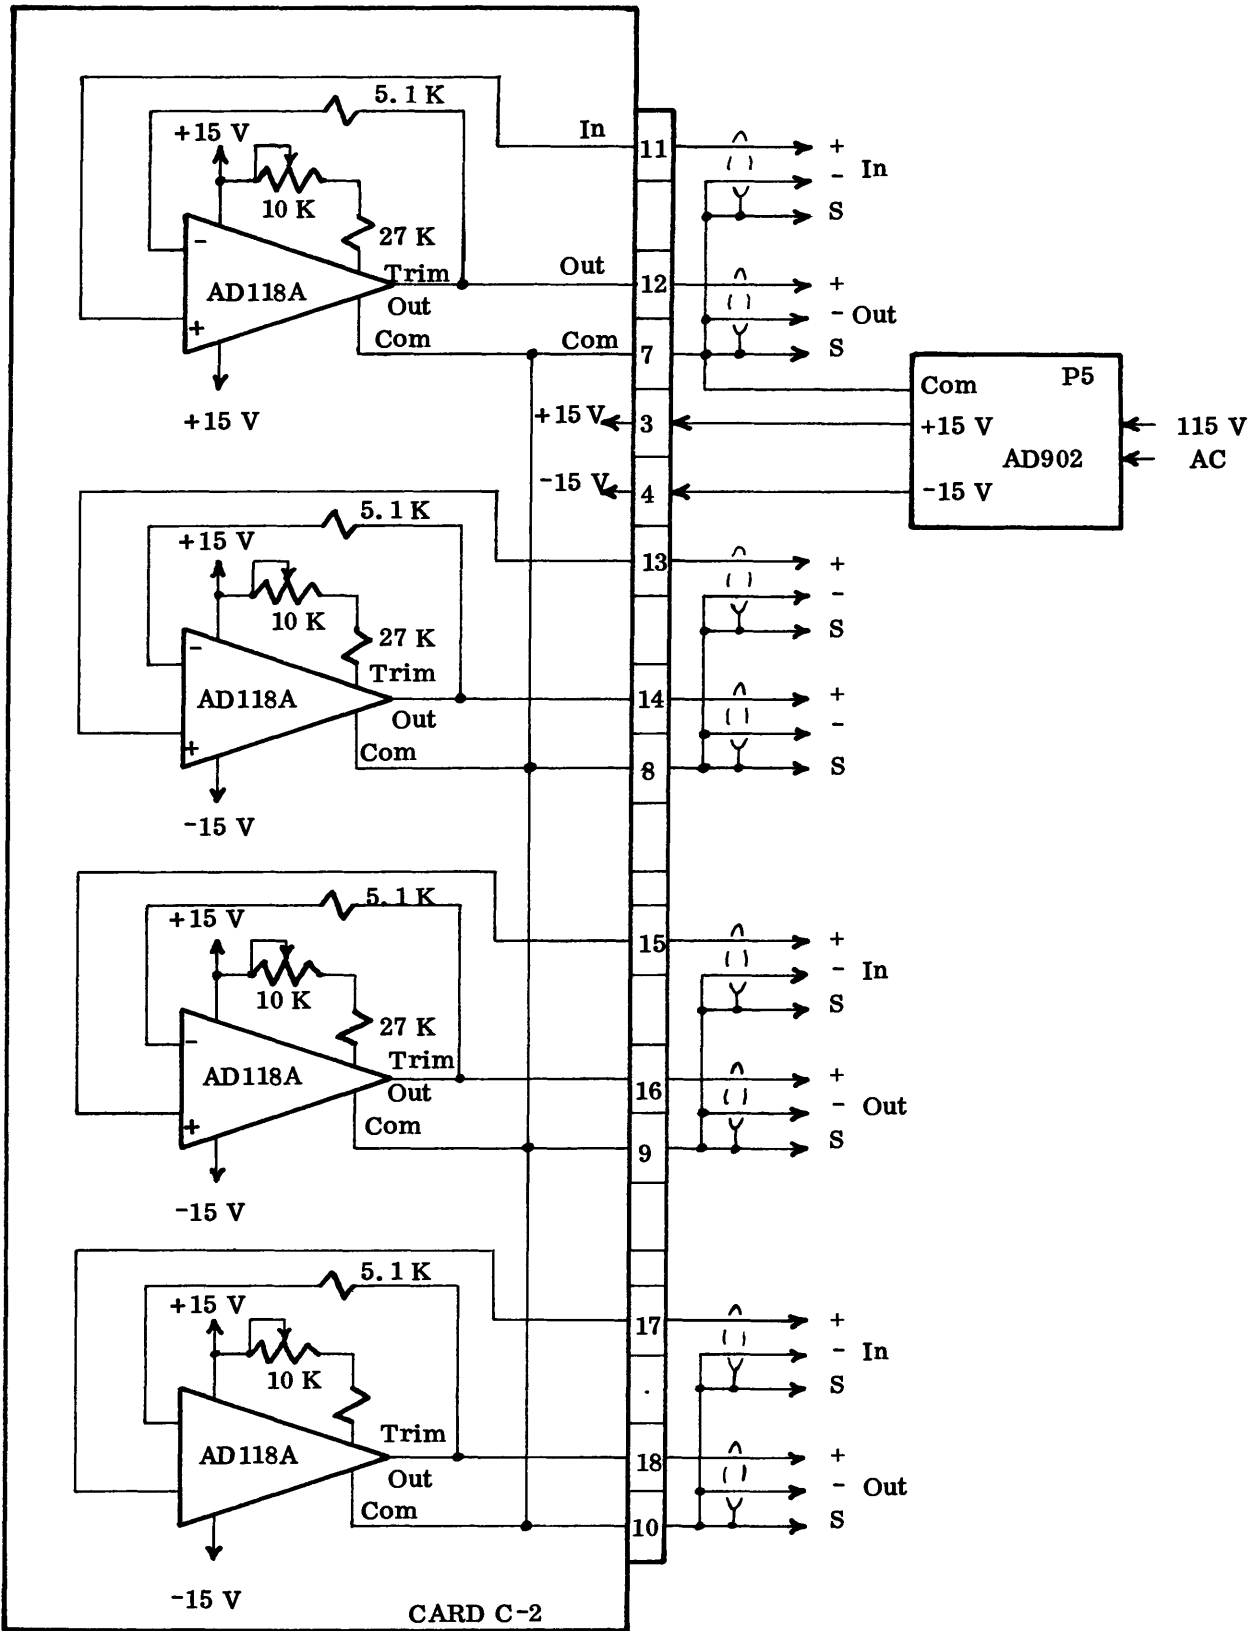 5. 1 K
+15 V
In
11
+
- In
10 K
S
27 K
-
Trim
Out
12
+
AD118A
Out
- Out
+
Com
Com
7
S
+15 V
+15 V
3
-15 V
4
Com
P5
+15 V
AD902
-15 V
115 V
AC
5. 1 K
+15 V
13
+
-
10 K
S
27 K
-
Trim
14
+
AD118A
Out
-
+
Com
8
S
-15 V
5. 1 K
+15 V
15
+
- In
10 K
S
27 K
-
Trim
16
+
AD118A
Out
- Out
+
Com
9
S
-15 V
5. 1 K
+15 V
17
+
- In
10 K
S
Trim
18
+
AD118A
Out
- Out
Com
10
S
-15 V
CARD C-2